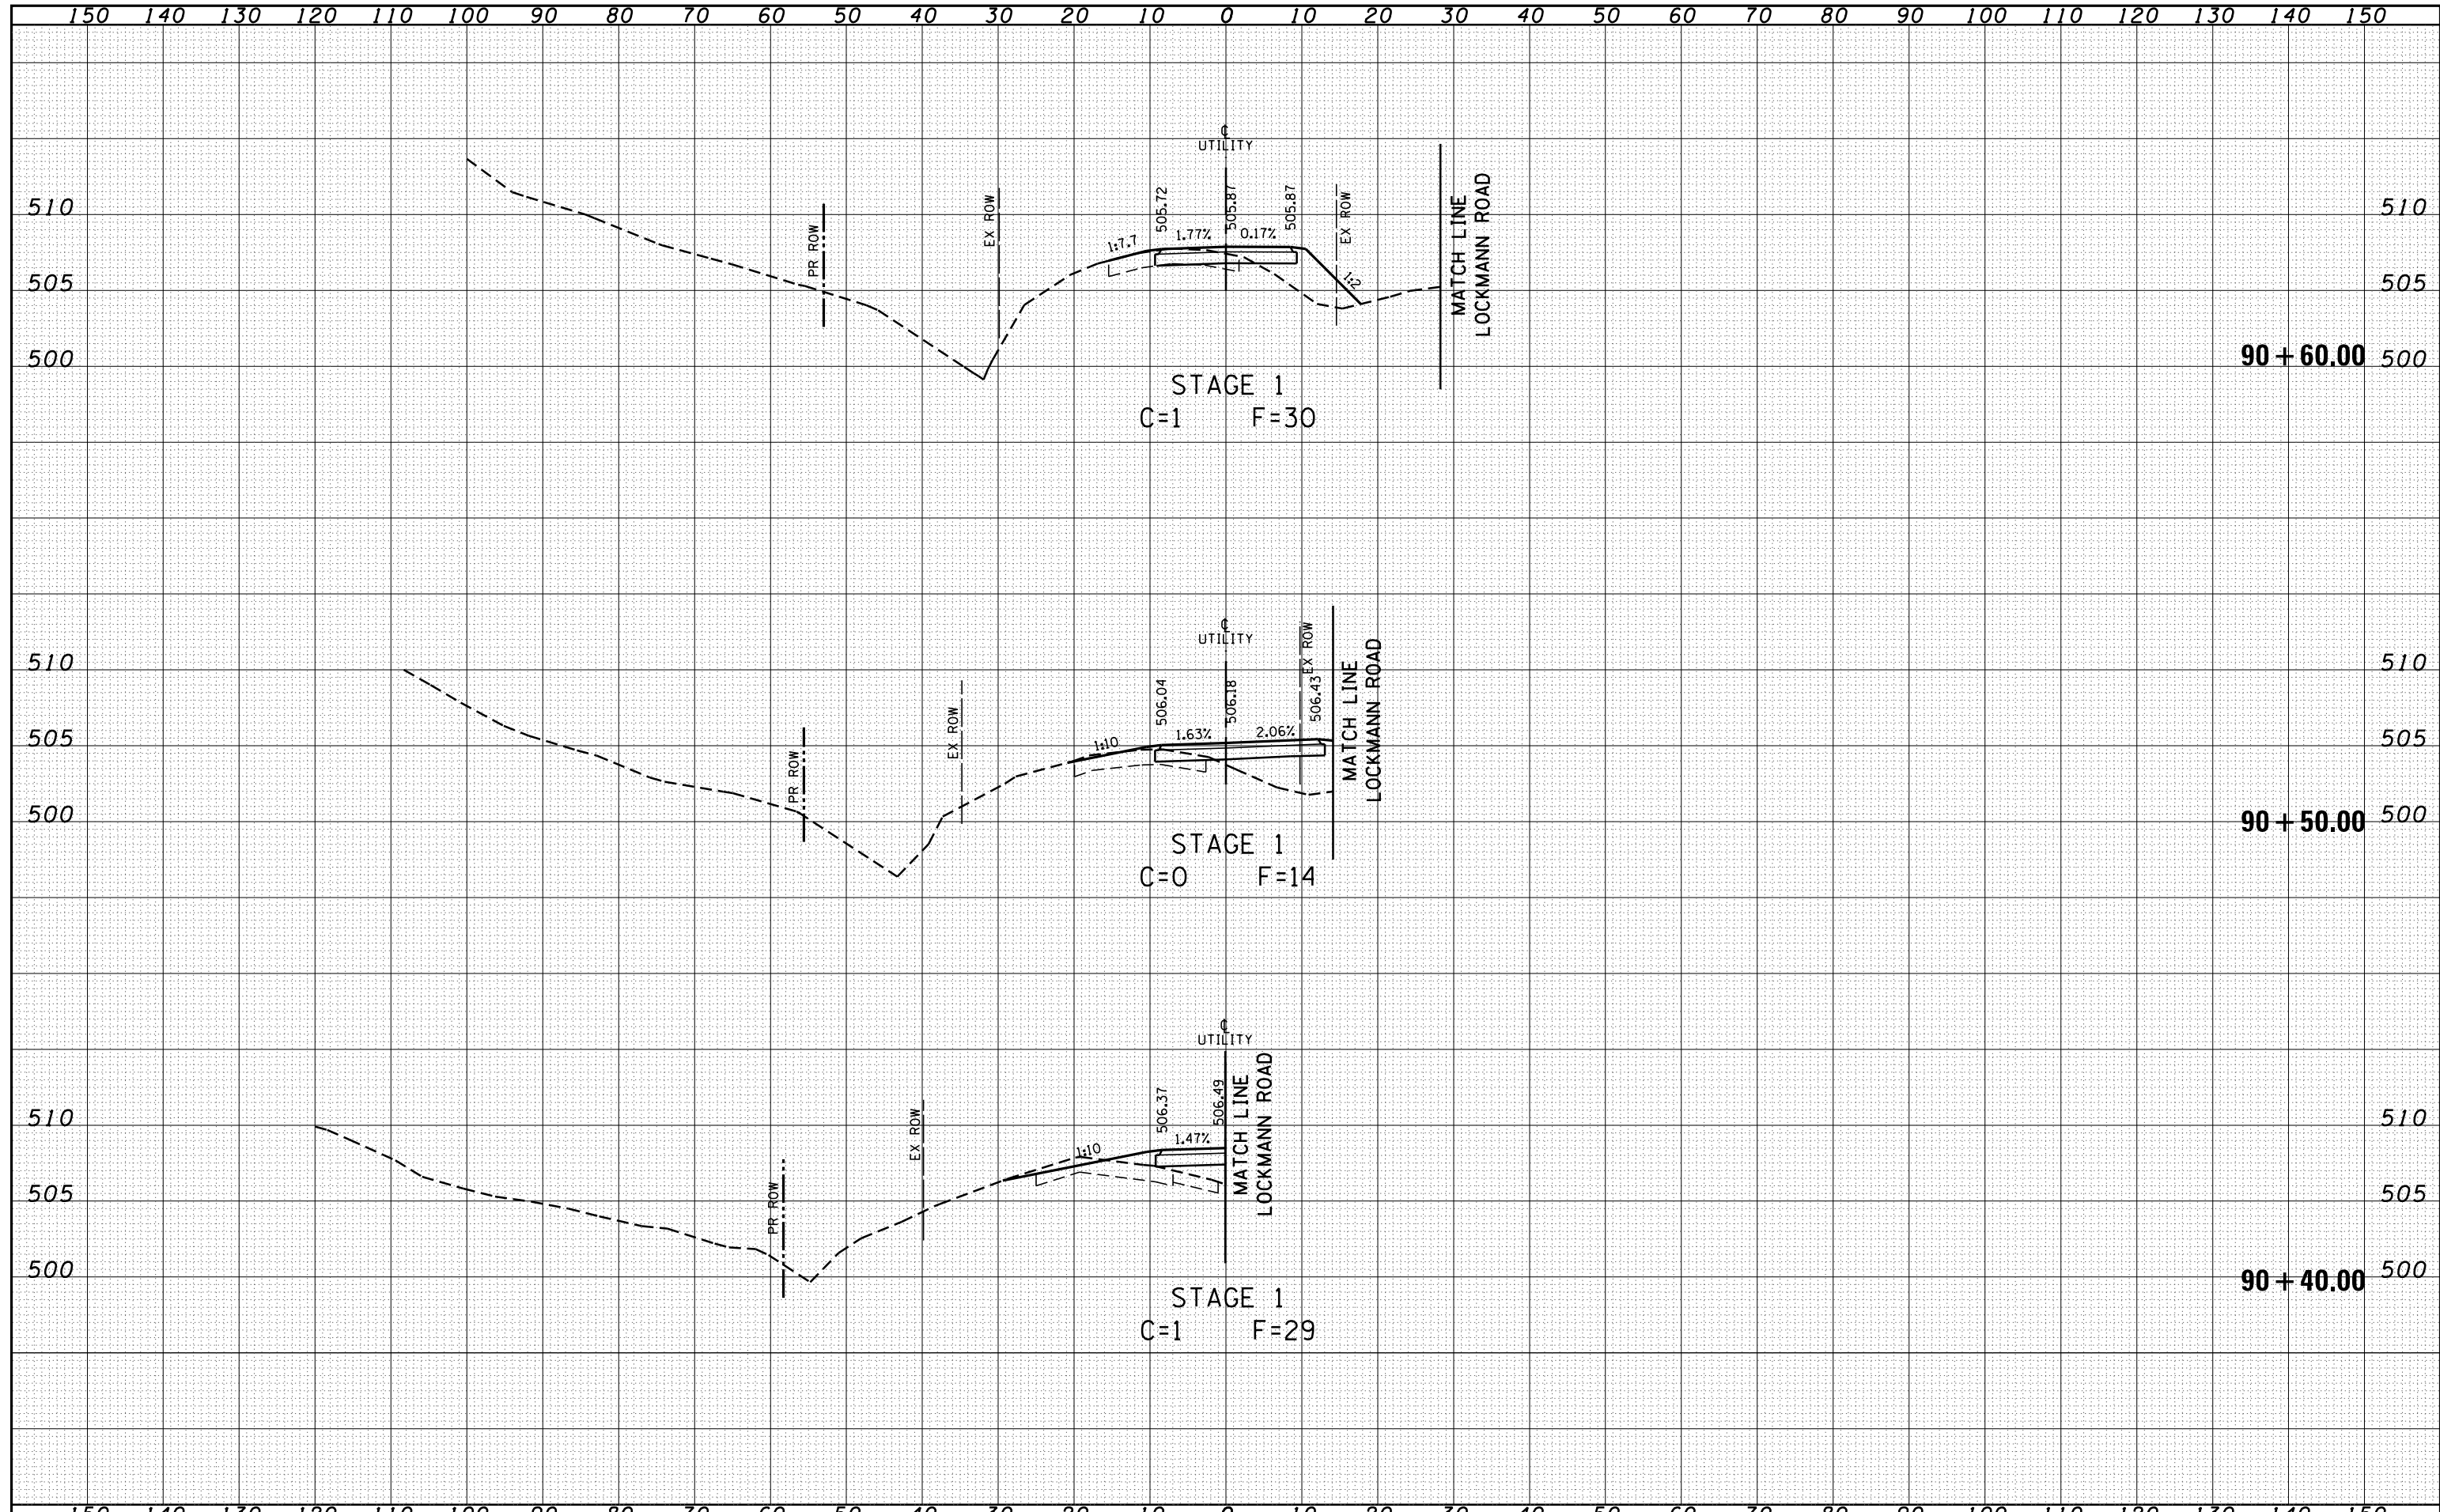 150 140 130 120 110 100 90 80 70 60 50 40 30 20 10 0 10 20 30 40 50 60 70 80 90 100 110 120 130 140 150
℄
UTILITY
510
PR ROW
EX ROW
505.72
505.87
505.87
EX ROW
MATCH LINE
LOCKMANN ROAD
510
1:7.7
1.77%
0.17%
1:2
505
505
500
90+60.00
500
STAGE 1
C=1 F=30
℄
UTILITY
510
PR ROW
EX ROW
506.04
506.18
EX ROW
506.43
MATCH LINE
LOCKMANN ROAD
510
1:10
1.63%
2.06%
505
505
500
90+50.00
500
STAGE 1
C=0 F=14
℄
UTILITY
510
PR ROW
EX ROW
506.37
506.49
MATCH LINE
LOCKMANN ROAD
510
1:10
1.47%
505
505
500
90+40.00
500
STAGE 1
C=1 F=29
150 140 130 120 110 100 90 80 70 60 50 40 30 20 10 0 10 20 30 40 50 60 70 80 90 100 110 120 130 140 150